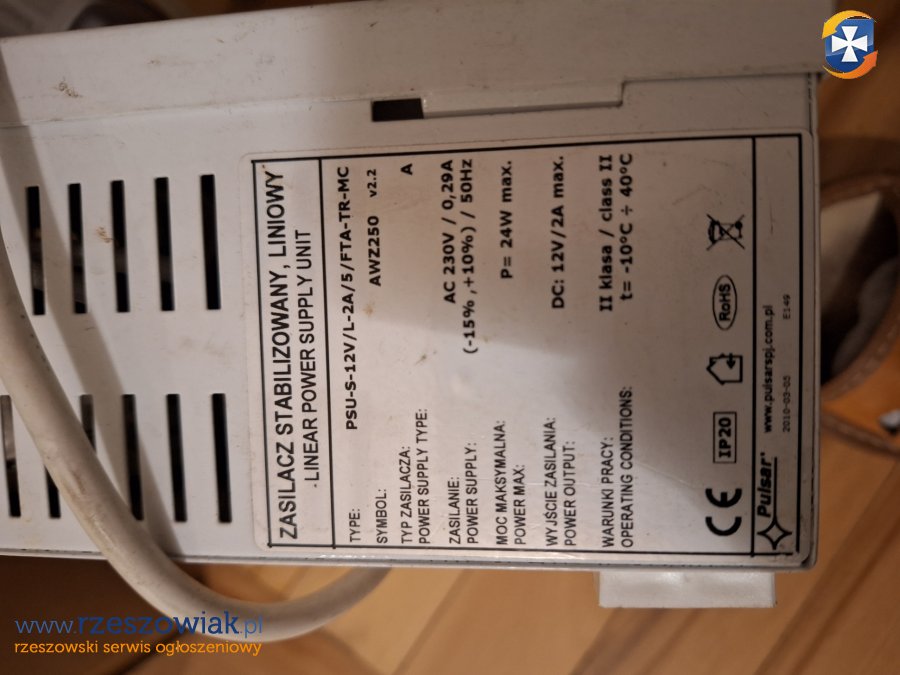 ZASILACZ STABILIZOWANY, LINIOWY
LINEAR POWER SUPPLY UNIT
TYPE: PSU-S-12V/L-2A/5/FTA-TR-MC
SYMBOL: AWZ250 v2.2
TYP ZASILACZA: A
POWER SUPPLY TYPE:
ZASILANIE: AC 230V / 0,29A
POWER SUPPLY: (-15% ,+10%) / 50Hz
MOC MAKSYMALNA: P= 24W max.
POWER MAX:
WYJŚCIE ZASILANIA: DC: 12V/2A max.
POWER OUTPUT:
WARUNKI PRACY: II klasa / class II
OPERATING CONDITIONS: t= -10°C ÷ 40°C
CE IP20 RoHS
Pulsar www.pulsarspj.com.pl
2010-03-05 E149
www.rzeszowiak.pl
rzeszowski serwis ogłoszeniowy